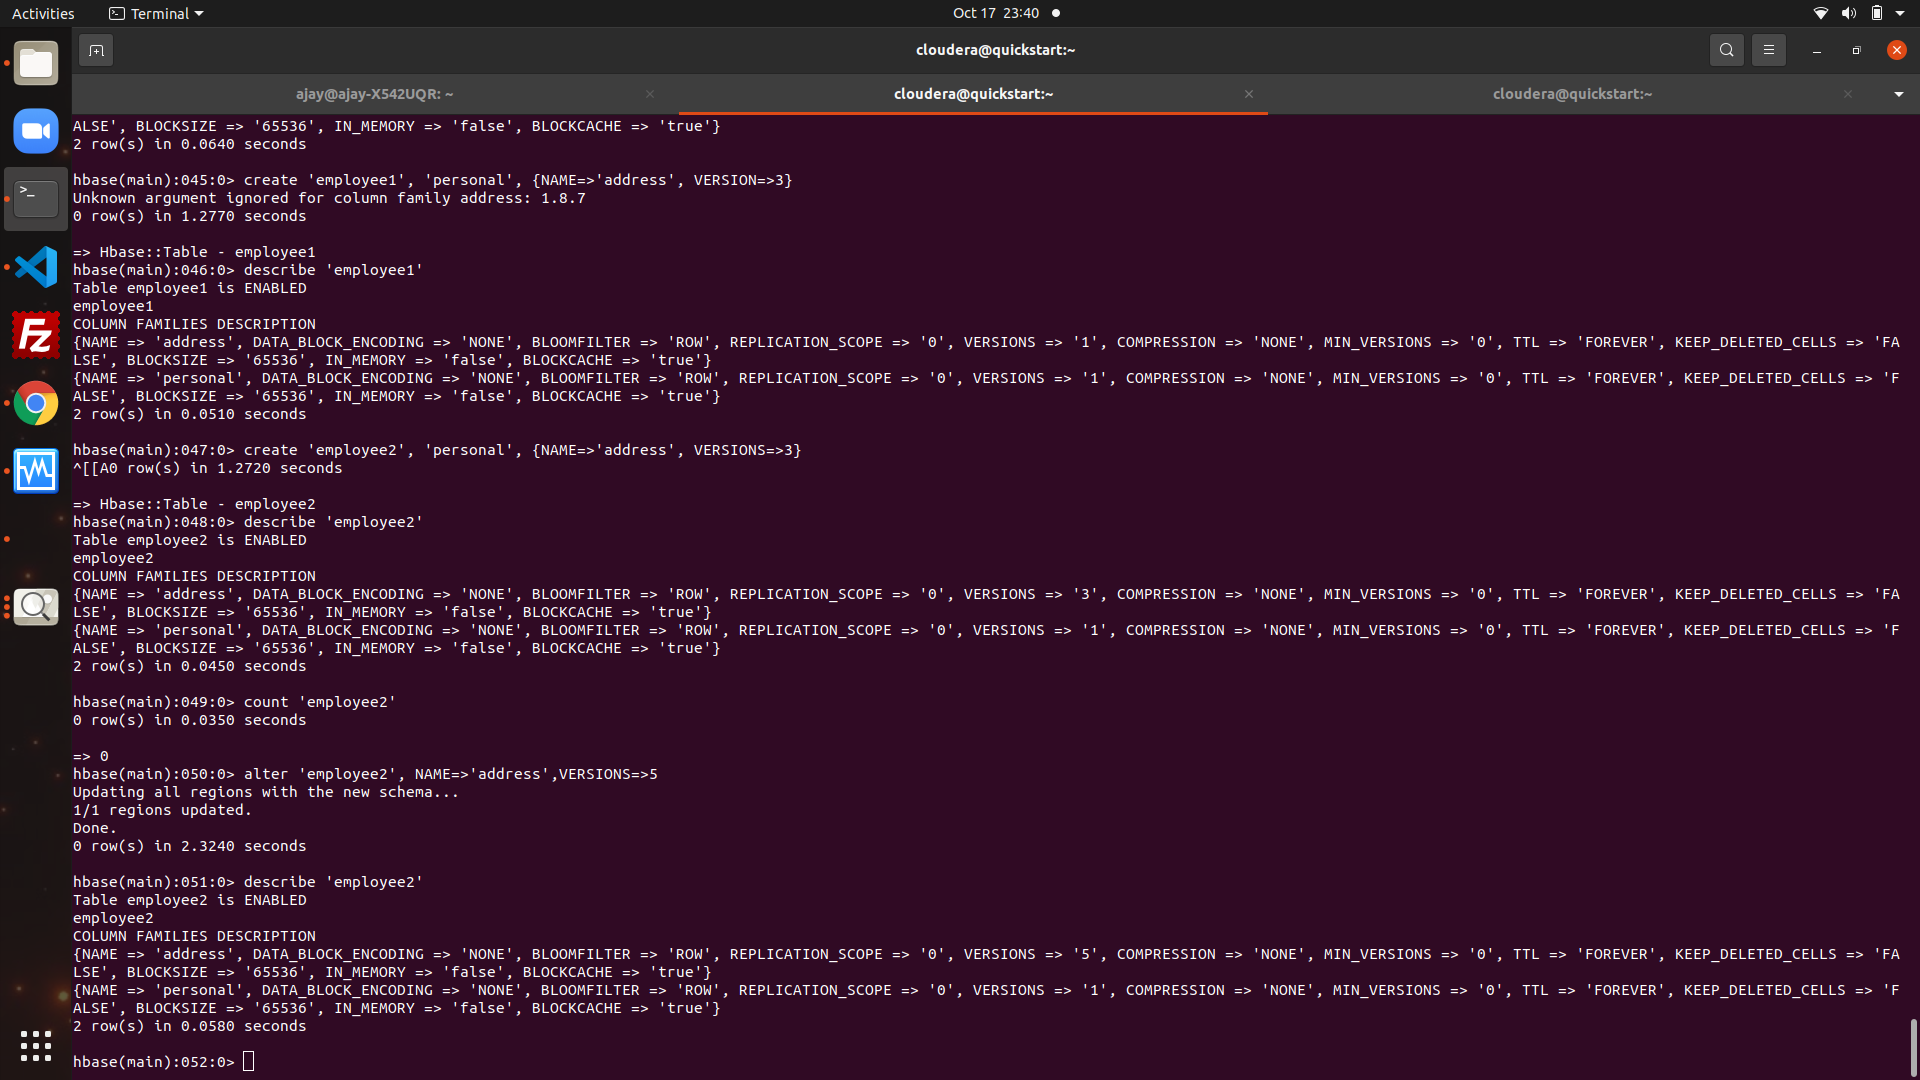 Activities
Terminal
Oct 17 23:40
cloudera@quickstart:~
ajay@ajay-X542UQR: ~
cloudera@quickstart:~
cloudera@quickstart:~
ALSE', BLOCKSIZE => '65536', IN_MEMORY => 'false', BLOCKCACHE => 'true'}
2 row(s) in 0.0640 seconds
hbase(main):045:0> create 'employee1', 'personal', {NAME=>'address', VERSION=>3}
Unknown argument ignored for column family address: 1.8.7
0 row(s) in 1.2770 seconds
=> Hbase::Table - employee1
hbase(main):046:0> describe 'employee1'
Table employee1 is ENABLED
employee1
COLUMN FAMILIES DESCRIPTION
{NAME => 'address', DATA_BLOCK_ENCODING => 'NONE', BLOOMFILTER => 'ROW', REPLICATION_SCOPE => '0', VERSIONS => '1', COMPRESSION => 'NONE', MIN_VERSIONS => '0', TTL => 'FOREVER', KEEP_DELETED_CELLS => 'FA
LSE', BLOCKSIZE => '65536', IN_MEMORY => 'false', BLOCKCACHE => 'true'}
{NAME => 'personal', DATA_BLOCK_ENCODING => 'NONE', BLOOMFILTER => 'ROW', REPLICATION_SCOPE => '0', VERSIONS => '1', COMPRESSION => 'NONE', MIN_VERSIONS => '0', TTL => 'FOREVER', KEEP_DELETED_CELLS => 'F
ALSE', BLOCKSIZE => '65536', IN_MEMORY => 'false', BLOCKCACHE => 'true'}
2 row(s) in 0.0510 seconds
hbase(main):047:0> create 'employee2', 'personal', {NAME=>'address', VERSIONS=>3}
^[[A0 row(s) in 1.2720 seconds
=> Hbase::Table - employee2
hbase(main):048:0> describe 'employee2'
Table employee2 is ENABLED
employee2
COLUMN FAMILIES DESCRIPTION
{NAME => 'address', DATA_BLOCK_ENCODING => 'NONE', BLOOMFILTER => 'ROW', REPLICATION_SCOPE => '0', VERSIONS => '3', COMPRESSION => 'NONE', MIN_VERSIONS => '0', TTL => 'FOREVER', KEEP_DELETED_CELLS => 'FA
LSE', BLOCKSIZE => '65536', IN_MEMORY => 'false', BLOCKCACHE => 'true'}
{NAME => 'personal', DATA_BLOCK_ENCODING => 'NONE', BLOOMFILTER => 'ROW', REPLICATION_SCOPE => '0', VERSIONS => '1', COMPRESSION => 'NONE', MIN_VERSIONS => '0', TTL => 'FOREVER', KEEP_DELETED_CELLS => 'F
ALSE', BLOCKSIZE => '65536', IN_MEMORY => 'false', BLOCKCACHE => 'true'}
2 row(s) in 0.0450 seconds
hbase(main):049:0> count 'employee2'
0 row(s) in 0.0350 seconds
=> 0
hbase(main):050:0> alter 'employee2', NAME=>'address',VERSIONS=>5
Updating all regions with the new schema...
1/1 regions updated.
Done.
0 row(s) in 2.3240 seconds
hbase(main):051:0> describe 'employee2'
Table employee2 is ENABLED
employee2
COLUMN FAMILIES DESCRIPTION
{NAME => 'address', DATA_BLOCK_ENCODING => 'NONE', BLOOMFILTER => 'ROW', REPLICATION_SCOPE => '0', VERSIONS => '5', COMPRESSION => 'NONE', MIN_VERSIONS => '0', TTL => 'FOREVER', KEEP_DELETED_CELLS => 'FA
LSE', BLOCKSIZE => '65536', IN_MEMORY => 'false', BLOCKCACHE => 'true'}
{NAME => 'personal', DATA_BLOCK_ENCODING => 'NONE', BLOOMFILTER => 'ROW', REPLICATION_SCOPE => '0', VERSIONS => '1', COMPRESSION => 'NONE', MIN_VERSIONS => '0', TTL => 'FOREVER', KEEP_DELETED_CELLS => 'F
ALSE', BLOCKSIZE => '65536', IN_MEMORY => 'false', BLOCKCACHE => 'true'}
2 row(s) in 0.0580 seconds
hbase(main):052:0>